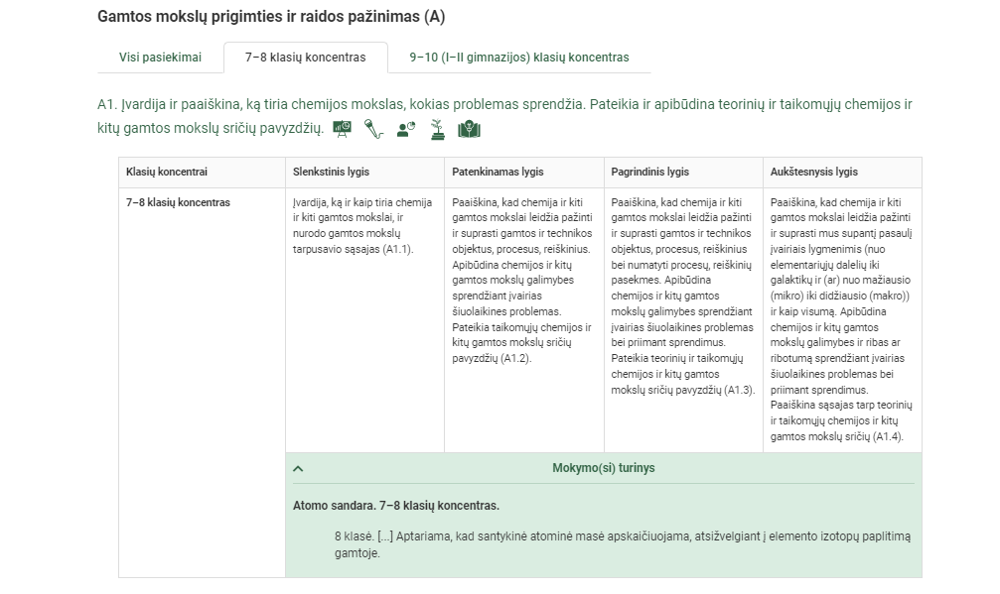 Gamtos mokslų prigimties ir raidos pažinimas (A)
Visi pasiekimai
7–8 klasių koncentras
9–10 (I–II gimnazijos) klasių koncentras
A1. Įvardija ir paaiškina, ką tiria chemijos mokslas, kokias problemas sprendžia. Pateikia ir apibūdina teorinių ir taikomųjų chemijos ir
kitų gamtos mokslų sričių pavyzdžių.
Klasių koncentrai
Slenkstinis lygis
Patenkinamas lygis
Pagrindinis lygis
Aukštesnysis lygis
7–8 klasių koncentras
Įvardija, ką ir kaip tiria chemija
ir kiti gamtos mokslai, ir
nurodo gamtos mokslų
tarpusavio sąsajas (A1.1).
Paaiškina, kad chemija ir kiti
gamtos mokslai leidžia pažinti
ir suprasti gamtos ir technikos
objektus, procesus, reiškinius.
Apibūdina chemijos ir kitų
gamtos mokslų galimybes
sprendžiant įvairias
šiuolaikines problemas.
Pateikia taikomųjų chemijos ir
kitų gamtos mokslų sričių
pavyzdžių (A1.2).
Paaiškina, kad chemija ir kiti
gamtos mokslai leidžia pažinti
ir suprasti gamtos ir technikos
objektus, procesus, reiškinius
bei numatyti procesų, reiškinių
pasekmes. Apibūdina
chemijos ir kitų gamtos
mokslų galimybes sprendžiant
įvairias šiuolaikines problemas
bei priimant sprendimus.
Pateikia teorinių ir taikomųjų
chemijos ir kitų gamtos
mokslų sričių pavyzdžių (A1.3).
Paaiškina, kad chemija ir kiti
gamtos mokslai leidžia pažinti
ir suprasti mus supantį pasaulį
įvairiais lygmenimis (nuo
elementariųjų dalelių iki
galaktikų ir (ar) nuo mažiausio
(mikro) iki didžiausio (makro))
ir kaip visumą. Apibūdina
chemijos ir kitų gamtos
mokslų galimybes ir ribas ar
ribotumą sprendžiant įvairias
šiuolaikines problemas bei
priimant sprendimus.
Paaiškina sąsajas tarp teorinių
ir taikomųjų chemijos ir kitų
gamtos mokslų sričių (A1.4).
Mokymo(si) turinys
Atomo sandara. 7–8 klasių koncentras.
8 klasė. [...] Aptariama, kad santykinė atominė masė apskaičiuojama, atsižvelgiant į elemento izotopų paplitimą
gamtoje.